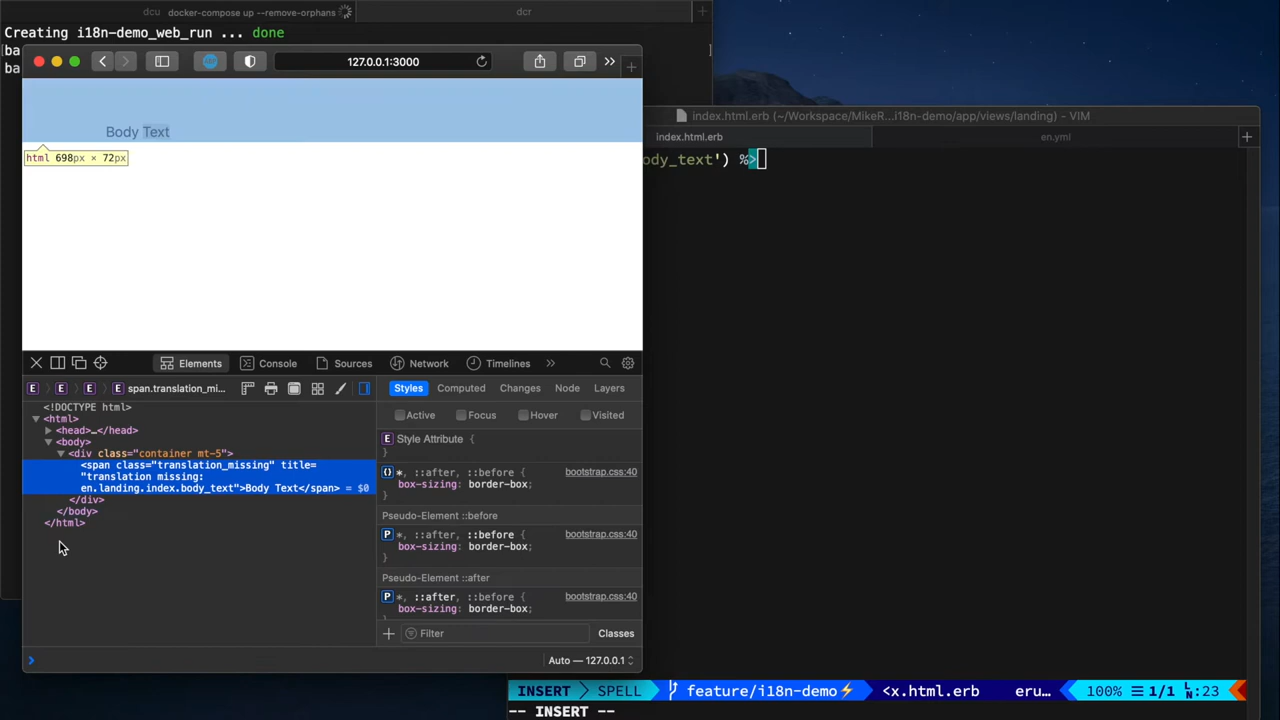 dcu docker-compose up --remove-orphans
dcr
Creating i18n-demo_web_run ... done
[ba ]
ba
127.0.0.1:3000
Body Text
html 698px × 72px
index.html.erb (~/Workspace/MikeR...i18n-demo/app/views/landing) - VIM
index.html.erb
en.yml
ody_text') %>
Elements
Console
Sources
Network
Timelines
E E E E span.translation_mi...
Styles
Computed
Changes
Node
Layers
<!DOCTYPE html>
<html>
<head>…</head>
<body>
<div class="container mt-5">
<span class="translation_missing" title=
"translation missing:
en.landing.index.body_text">Body Text</span> = $0
</div>
</body>
</html>
Active Focus Hover Visited
E Style Attribute {
}
*, ::after, ::before { bootstrap.css:40
box-sizing: border-box;
}
Pseudo-Element ::before
P *, ::after, ::before { bootstrap.css:40
box-sizing: border-box;
}
Pseudo-Element ::after
P *, ::after, ::before { bootstrap.css:40
box-sizing: border-box;
Filter
Classes
Auto — 127.0.0.1
INSERT SPELL feature/i18n-demo⚡ <x.html.erb eru… 100% ☰ 1/1 LN:23
-- INSERT --